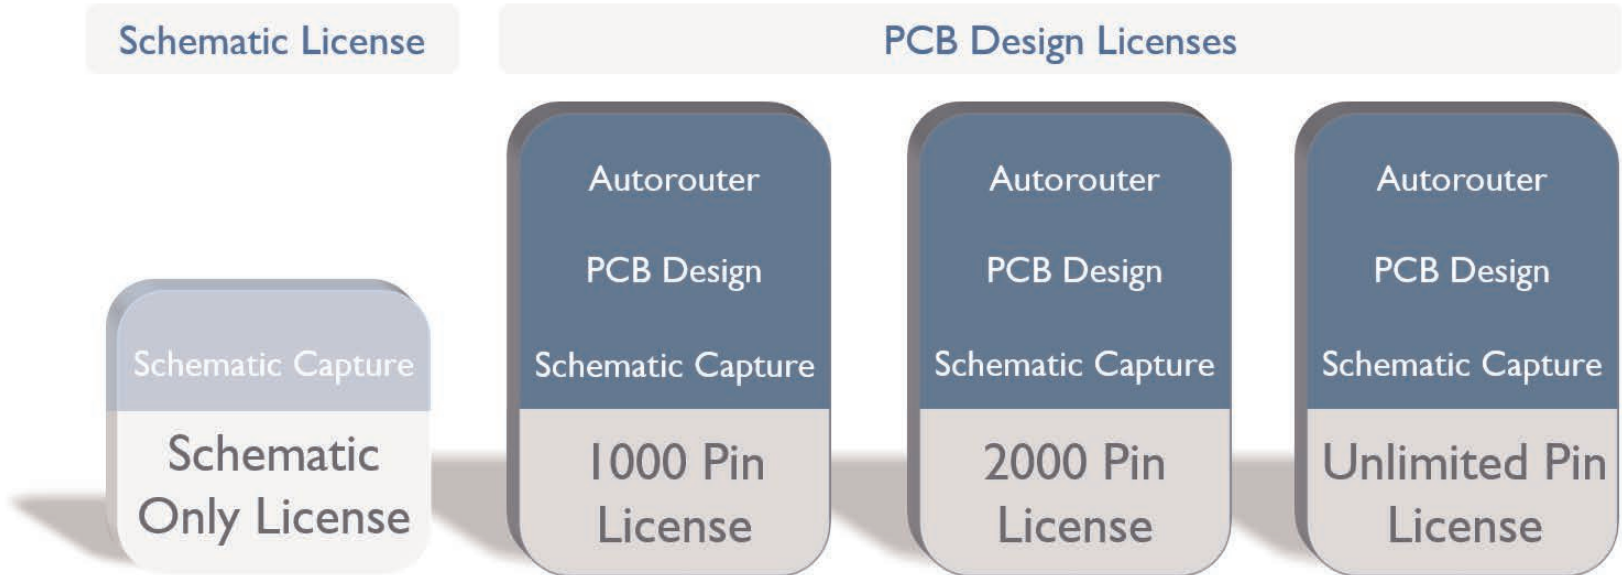 Schematic License
PCB Design Licenses
Schematic Capture
Schematic
Only License
Autorouter
PCB Design
Schematic Capture
1000 Pin
License
Autorouter
PCB Design
Schematic Capture
2000 Pin
License
Autorouter
PCB Design
Schematic Capture
Unlimited Pin
License